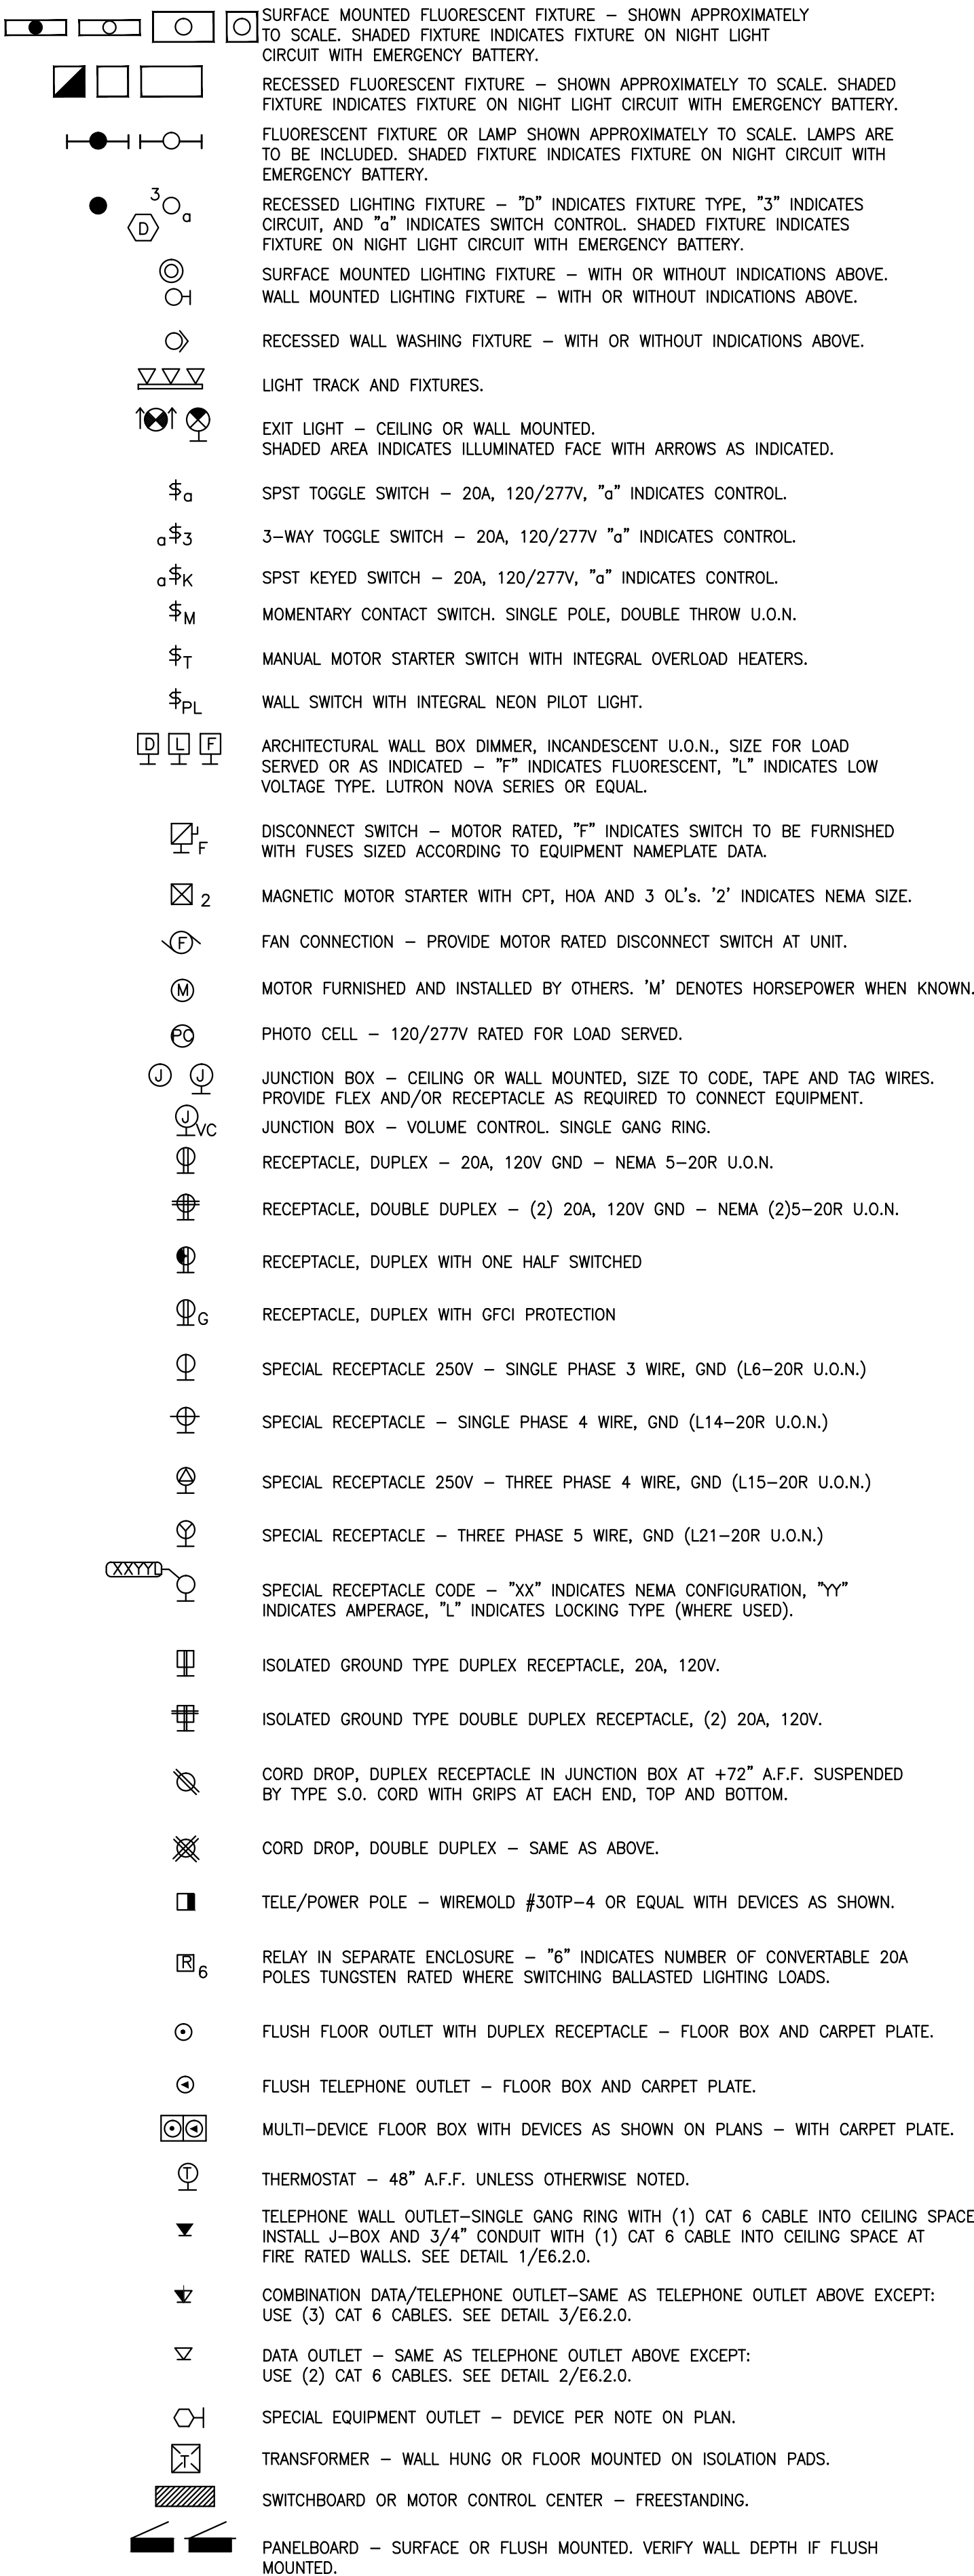 SURFACE MOUNTED FLUORESCENT FIXTURE – SHOWN APPROXIMATELY
TO SCALE. SHADED FIXTURE INDICATES FIXTURE ON NIGHT LIGHT
CIRCUIT WITH EMERGENCY BATTERY.
RECESSED FLUORESCENT FIXTURE – SHOWN APPROXIMATELY TO SCALE. SHADED
FIXTURE INDICATES FIXTURE ON NIGHT LIGHT CIRCUIT WITH EMERGENCY BATTERY.
FLUORESCENT FIXTURE OR LAMP SHOWN APPROXIMATELY TO SCALE. LAMPS ARE
TO BE INCLUDED. SHADED FIXTURE INDICATES FIXTURE ON NIGHT CIRCUIT WITH
EMERGENCY BATTERY.
3 D a
RECESSED LIGHTING FIXTURE – "D" INDICATES FIXTURE TYPE, "3" INDICATES
CIRCUIT, AND "a" INDICATES SWITCH CONTROL. SHADED FIXTURE INDICATES
FIXTURE ON NIGHT LIGHT CIRCUIT WITH EMERGENCY BATTERY.
SURFACE MOUNTED LIGHTING FIXTURE – WITH OR WITHOUT INDICATIONS ABOVE.
WALL MOUNTED LIGHTING FIXTURE – WITH OR WITHOUT INDICATIONS ABOVE.
RECESSED WALL WASHING FIXTURE – WITH OR WITHOUT INDICATIONS ABOVE.
LIGHT TRACK AND FIXTURES.
EXIT LIGHT – CEILING OR WALL MOUNTED.
SHADED AREA INDICATES ILLUMINATED FACE WITH ARROWS AS INDICATED.
$a SPST TOGGLE SWITCH – 20A, 120/277V, "a" INDICATES CONTROL.
a$3 3–WAY TOGGLE SWITCH – 20A, 120/277V "a" INDICATES CONTROL.
a$K SPST KEYED SWITCH – 20A, 120/277V, "a" INDICATES CONTROL.
$M MOMENTARY CONTACT SWITCH. SINGLE POLE, DOUBLE THROW U.O.N.
$T MANUAL MOTOR STARTER SWITCH WITH INTEGRAL OVERLOAD HEATERS.
$PL WALL SWITCH WITH INTEGRAL NEON PILOT LIGHT.
D L F ARCHITECTURAL WALL BOX DIMMER, INCANDESCENT U.O.N., SIZE FOR LOAD
SERVED OR AS INDICATED – "F" INDICATES FLUORESCENT, "L" INDICATES LOW
VOLTAGE TYPE. LUTRON NOVA SERIES OR EQUAL.
F DISCONNECT SWITCH – MOTOR RATED, "F" INDICATES SWITCH TO BE FURNISHED
WITH FUSES SIZED ACCORDING TO EQUIPMENT NAMEPLATE DATA.
2 MAGNETIC MOTOR STARTER WITH CPT, HOA AND 3 OL's. '2' INDICATES NEMA SIZE.
F FAN CONNECTION – PROVIDE MOTOR RATED DISCONNECT SWITCH AT UNIT.
M MOTOR FURNISHED AND INSTALLED BY OTHERS. 'M' DENOTES HORSEPOWER WHEN KNOWN.
PC PHOTO CELL – 120/277V RATED FOR LOAD SERVED.
J J JUNCTION BOX – CEILING OR WALL MOUNTED, SIZE TO CODE, TAPE AND TAG WIRES.
PROVIDE FLEX AND/OR RECEPTACLE AS REQUIRED TO CONNECT EQUIPMENT.
J VC JUNCTION BOX – VOLUME CONTROL. SINGLE GANG RING.
RECEPTACLE, DUPLEX – 20A, 120V GND – NEMA 5–20R U.O.N.
RECEPTACLE, DOUBLE DUPLEX – (2) 20A, 120V GND – NEMA (2)5–20R U.O.N.
RECEPTACLE, DUPLEX WITH ONE HALF SWITCHED
G RECEPTACLE, DUPLEX WITH GFCI PROTECTION
SPECIAL RECEPTACLE 250V – SINGLE PHASE 3 WIRE, GND (L6–20R U.O.N.)
SPECIAL RECEPTACLE – SINGLE PHASE 4 WIRE, GND (L14–20R U.O.N.)
SPECIAL RECEPTACLE 250V – THREE PHASE 4 WIRE, GND (L15–20R U.O.N.)
SPECIAL RECEPTACLE – THREE PHASE 5 WIRE, GND (L21–20R U.O.N.)
XXYYL SPECIAL RECEPTACLE CODE – "XX" INDICATES NEMA CONFIGURATION, "YY"
INDICATES AMPERAGE, "L" INDICATES LOCKING TYPE (WHERE USED).
ISOLATED GROUND TYPE DUPLEX RECEPTACLE, 20A, 120V.
ISOLATED GROUND TYPE DOUBLE DUPLEX RECEPTACLE, (2) 20A, 120V.
CORD DROP, DUPLEX RECEPTACLE IN JUNCTION BOX AT +72" A.F.F. SUSPENDED
BY TYPE S.O. CORD WITH GRIPS AT EACH END, TOP AND BOTTOM.
CORD DROP, DOUBLE DUPLEX – SAME AS ABOVE.
TELE/POWER POLE – WIREMOLD #30TP–4 OR EQUAL WITH DEVICES AS SHOWN.
R 6 RELAY IN SEPARATE ENCLOSURE – "6" INDICATES NUMBER OF CONVERTABLE 20A
POLES TUNGSTEN RATED WHERE SWITCHING BALLASTED LIGHTING LOADS.
FLUSH FLOOR OUTLET WITH DUPLEX RECEPTACLE – FLOOR BOX AND CARPET PLATE.
FLUSH TELEPHONE OUTLET – FLOOR BOX AND CARPET PLATE.
MULTI–DEVICE FLOOR BOX WITH DEVICES AS SHOWN ON PLANS – WITH CARPET PLATE.
T THERMOSTAT – 48" A.F.F. UNLESS OTHERWISE NOTED.
TELEPHONE WALL OUTLET–SINGLE GANG RING WITH (1) CAT 6 CABLE INTO CEILING SPACE
INSTALL J–BOX AND 3/4" CONDUIT WITH (1) CAT 6 CABLE INTO CEILING SPACE AT
FIRE RATED WALLS. SEE DETAIL 1/E6.2.0.
COMBINATION DATA/TELEPHONE OUTLET–SAME AS TELEPHONE OUTLET ABOVE EXCEPT:
USE (3) CAT 6 CABLES. SEE DETAIL 3/E6.2.0.
DATA OUTLET – SAME AS TELEPHONE OUTLET ABOVE EXCEPT:
USE (2) CAT 6 CABLES. SEE DETAIL 2/E6.2.0.
SPECIAL EQUIPMENT OUTLET – DEVICE PER NOTE ON PLAN.
T TRANSFORMER – WALL HUNG OR FLOOR MOUNTED ON ISOLATION PADS.
SWITCHBOARD OR MOTOR CONTROL CENTER – FREESTANDING.
PANELBOARD – SURFACE OR FLUSH MOUNTED. VERIFY WALL DEPTH IF FLUSH
MOUNTED.